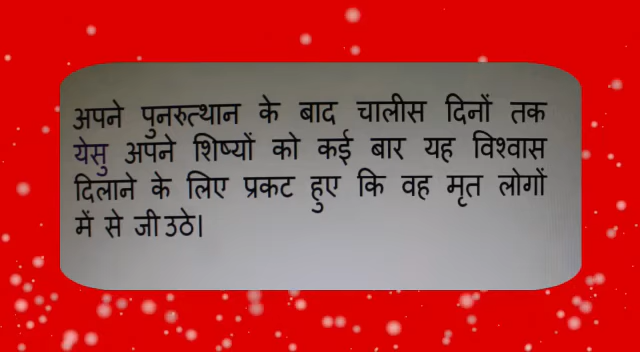 अपने पुनरुत्थान के बाद चालीस दिनों तक
येसु अपने शिष्यों को कई बार यह विश्वास
दिलाने के लिए प्रकट हुए कि वह मृत लोगों
में से जी उठे।